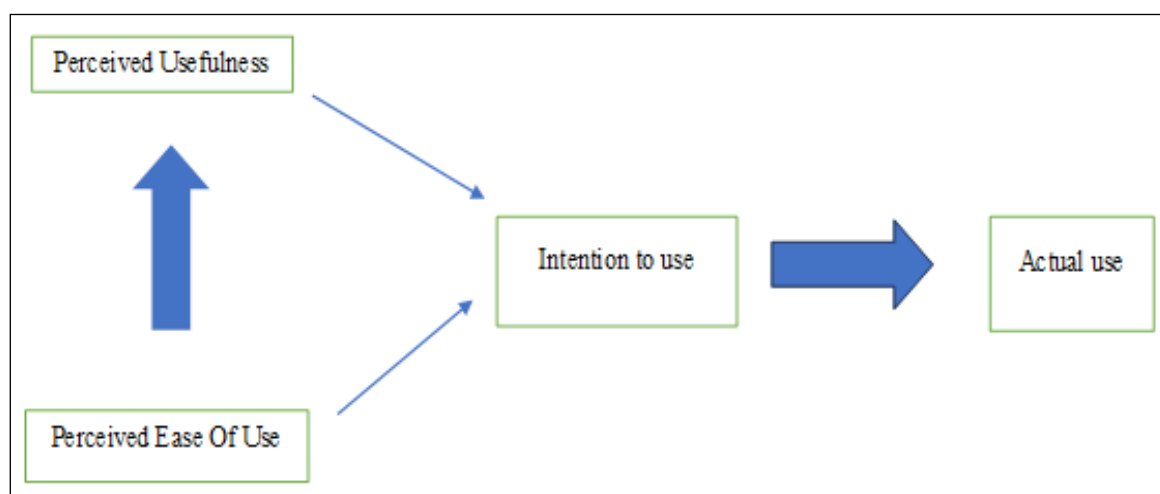 Perceived Usefulness
Intention to use
Actual use
Perceived Ease Of Use